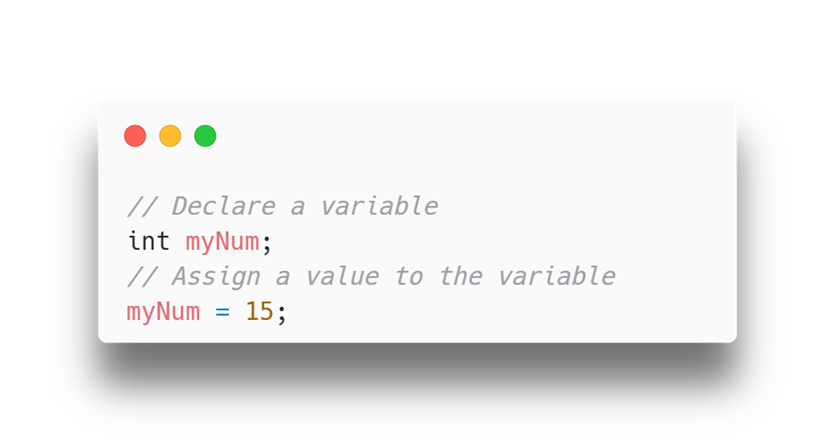 // Declare a variable
int myNum;
// Assign a value to the variable
myNum = 15;